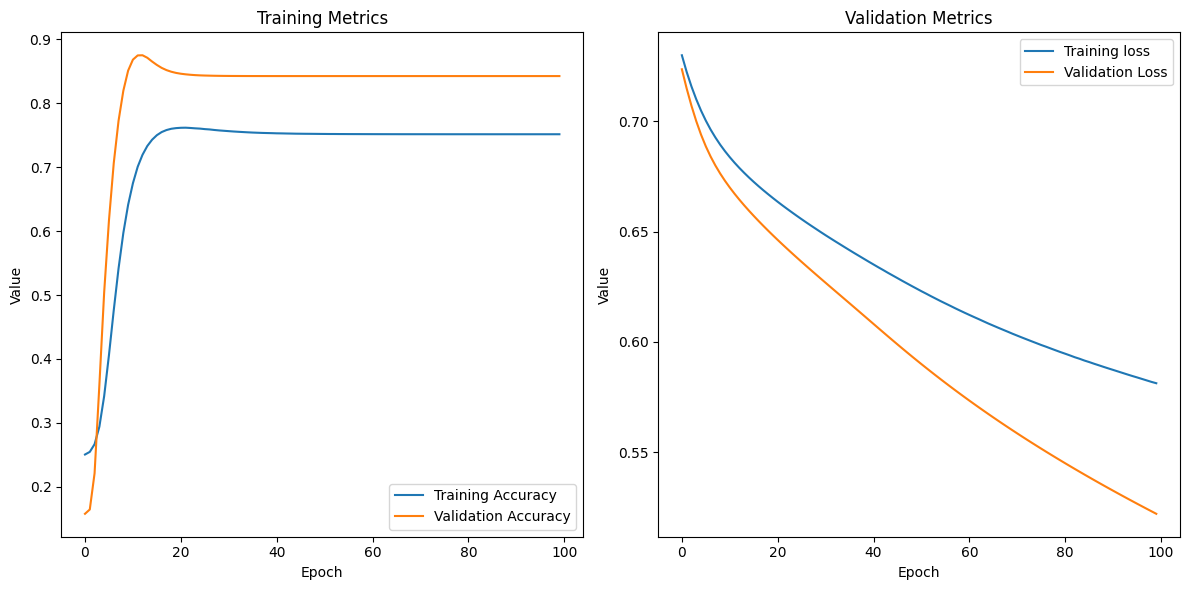 Training Metrics
0.9
0.8
0.7
0.6
0.5
0.4
0.3
0.2
Value
Training Accuracy
Validation Accuracy
0 20 40 60 80 100
Epoch
Validation Metrics
Training loss
Validation Loss
0.70
0.65
0.60
0.55
Value
0 20 40 60 80 100
Epoch